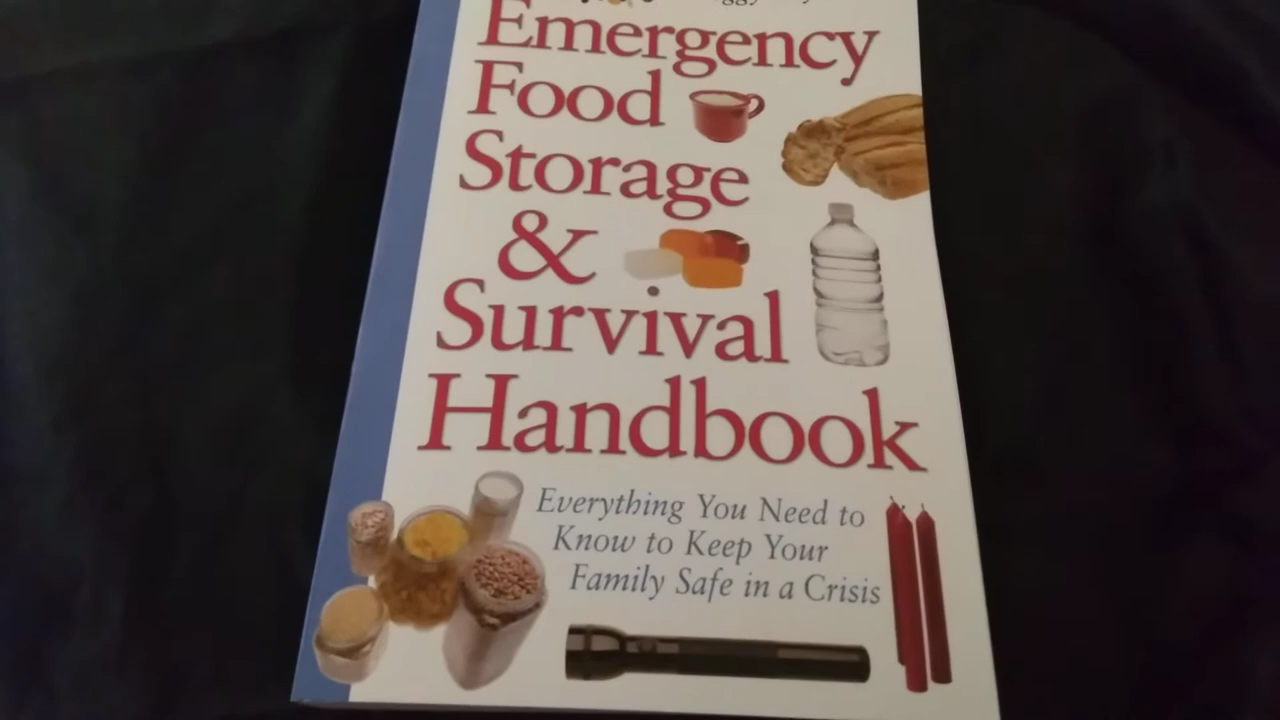 Emergency
Food
Storage
&
Survival
Handbook
Everything You Need to
Know to Keep Your
Family Safe in a Crisis